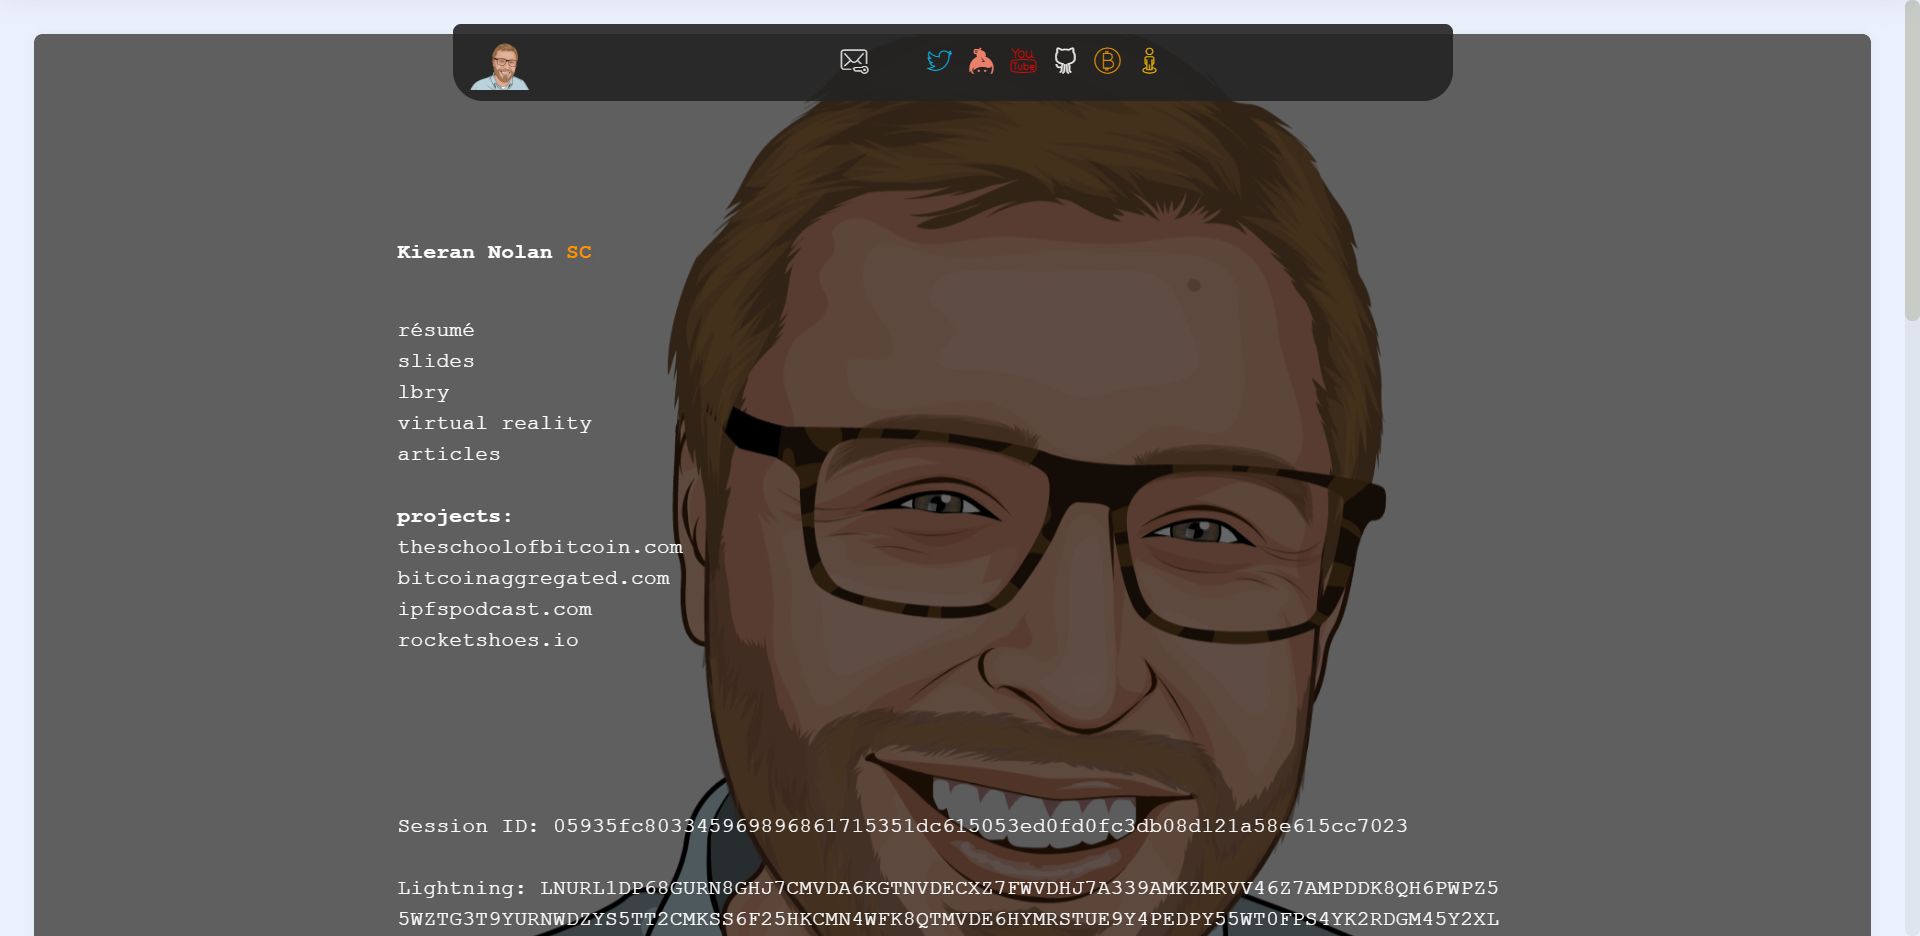 You
Tube
Kieran Nolan SC
résumé
slides
lbry
virtual reality
articles
projects:
theschoolofbitcoin.com
bitcoinaggregated.com
ipfspodcast.com
rocketshoes.io
Session ID: 05935fc803345969896861715351dc615053ed0fd0fc3db08d121a58e615cc7023
Lightning: LNURL1DP68GURN8GHJ7CMVDA6KGTNVDECXZ7FWVDHJ7A339AMKZMRVV46Z7AMPDDK8QH6PWPZ5
5WZTG3T9YURNWDZYS5TT2CMKSS6F25HKCMN4WFK8QTMVDE6HYMRSTUE9Y4PEDPY55WT0FPS4YK2RDGM45Y2XL